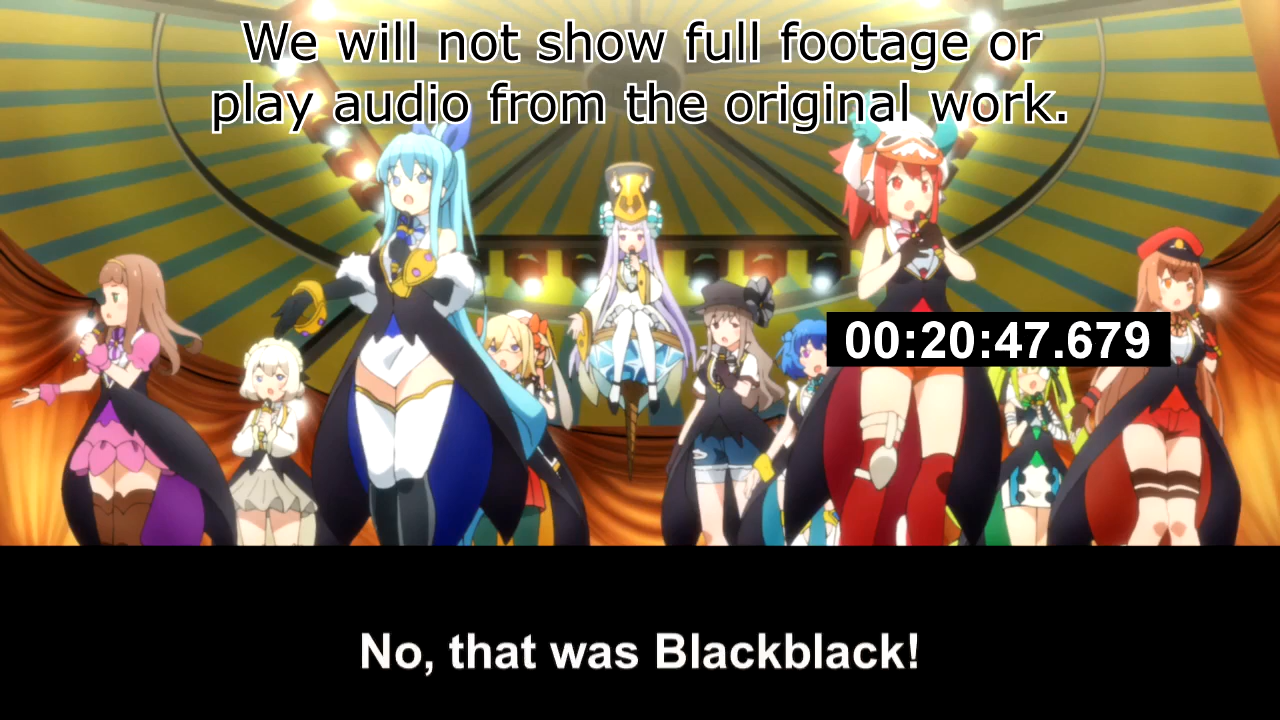 We will not show full footage or
play audio from the original work.
00:20:47.679
No, that was Blackblack!